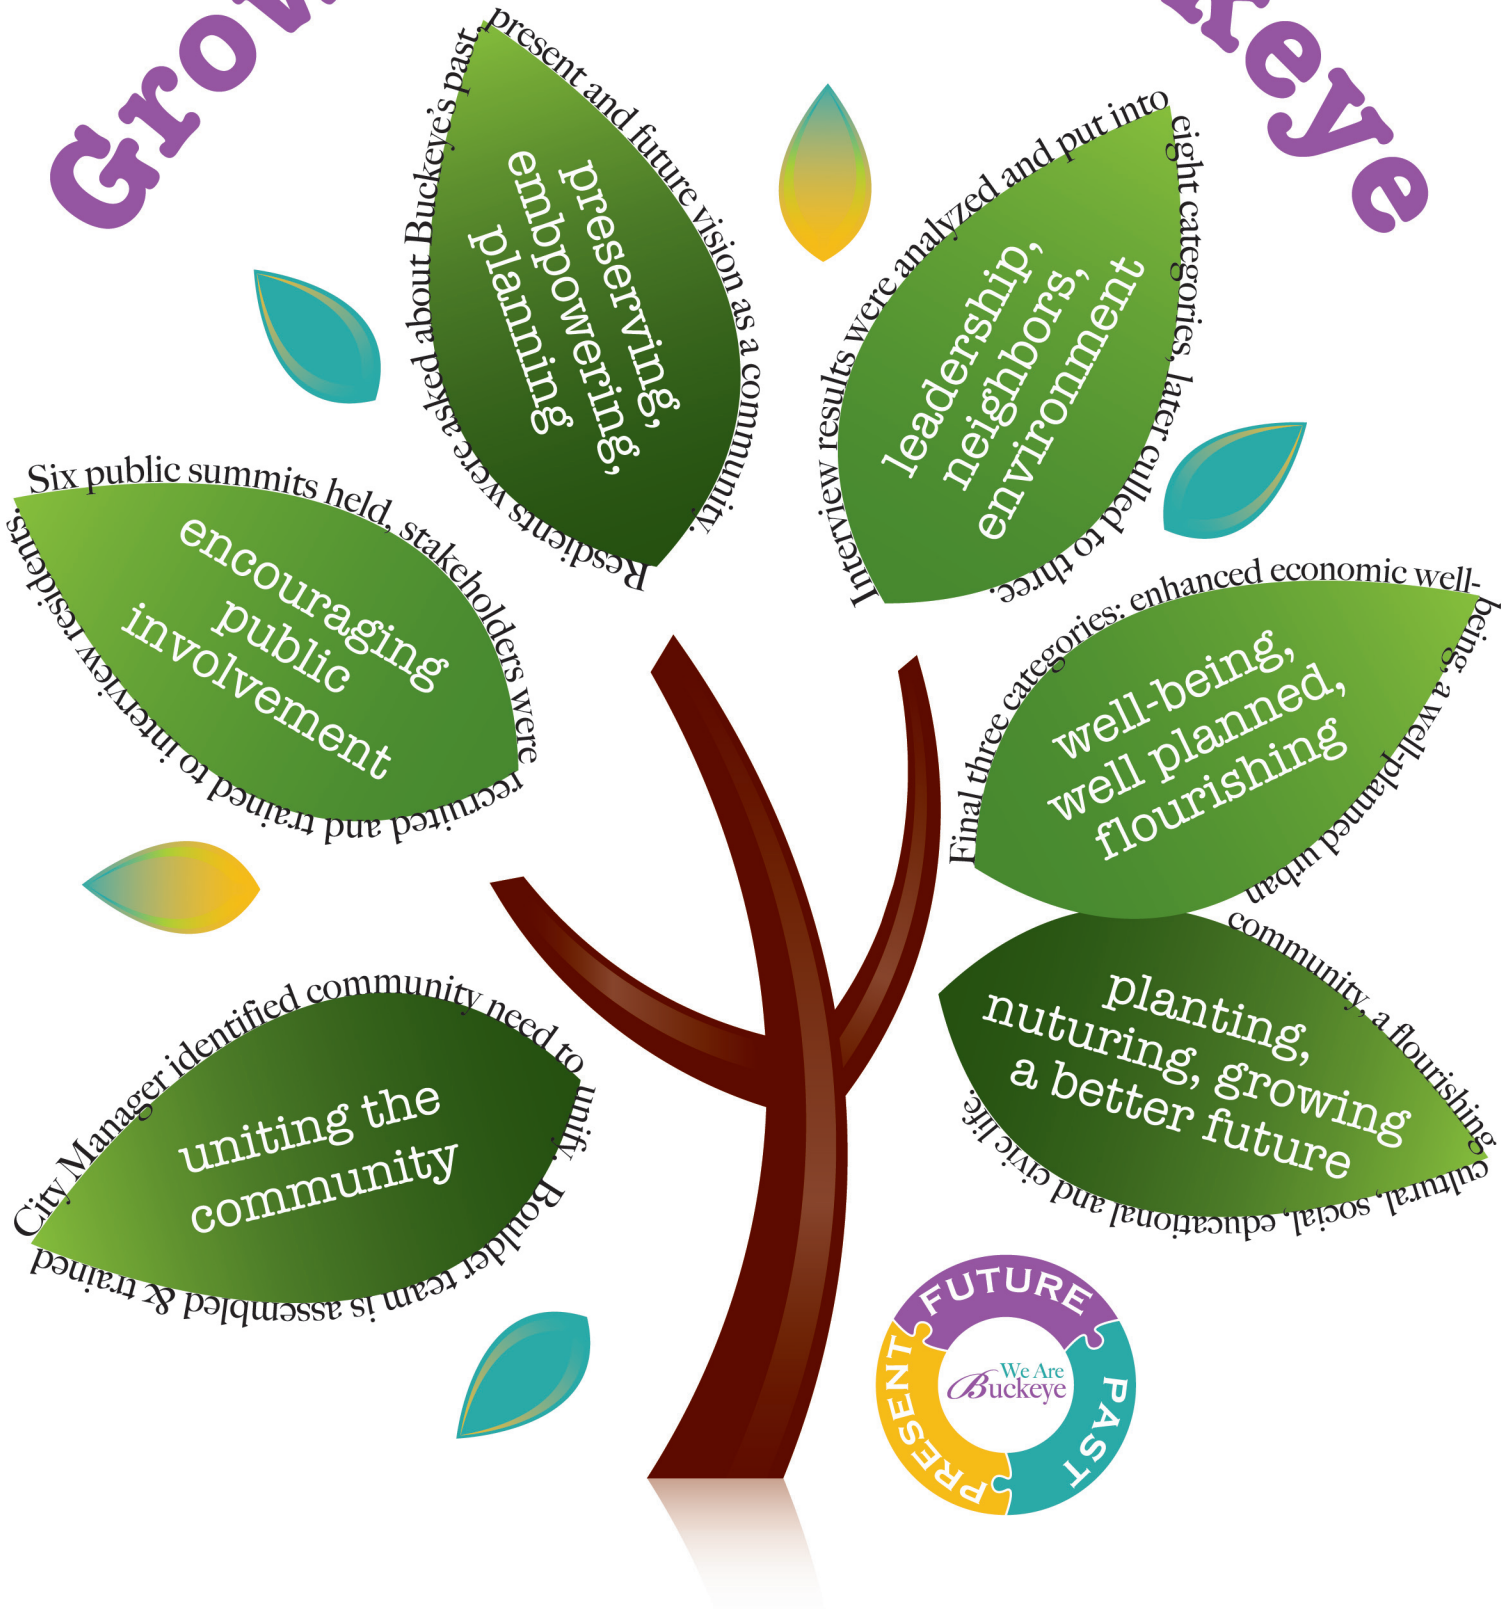 Grow
keye
City Manager identified community need to unify. Boulder team is assembled & trained
uniting the
community
Six public summits held, stakeholders were recruited and trained to interview residents.
encouraging
public
involvement
Resdients were asked about Buckeye's past, present and future vision as a community.
preserving,
embpowering,
planning
Interview results were analyzed and put into eight categories, later culled to three.
leadership,
neighbors,
environment
Final three categories: enhanced economic well-being, a well-planned urban
well-being,
well planned,
flourishing
community, a flourishing cultural, social, educational and civic life.
planting,
nuturing, growing
a better future
FUTURE
PRESENT
PAST
We Are
Buckeye